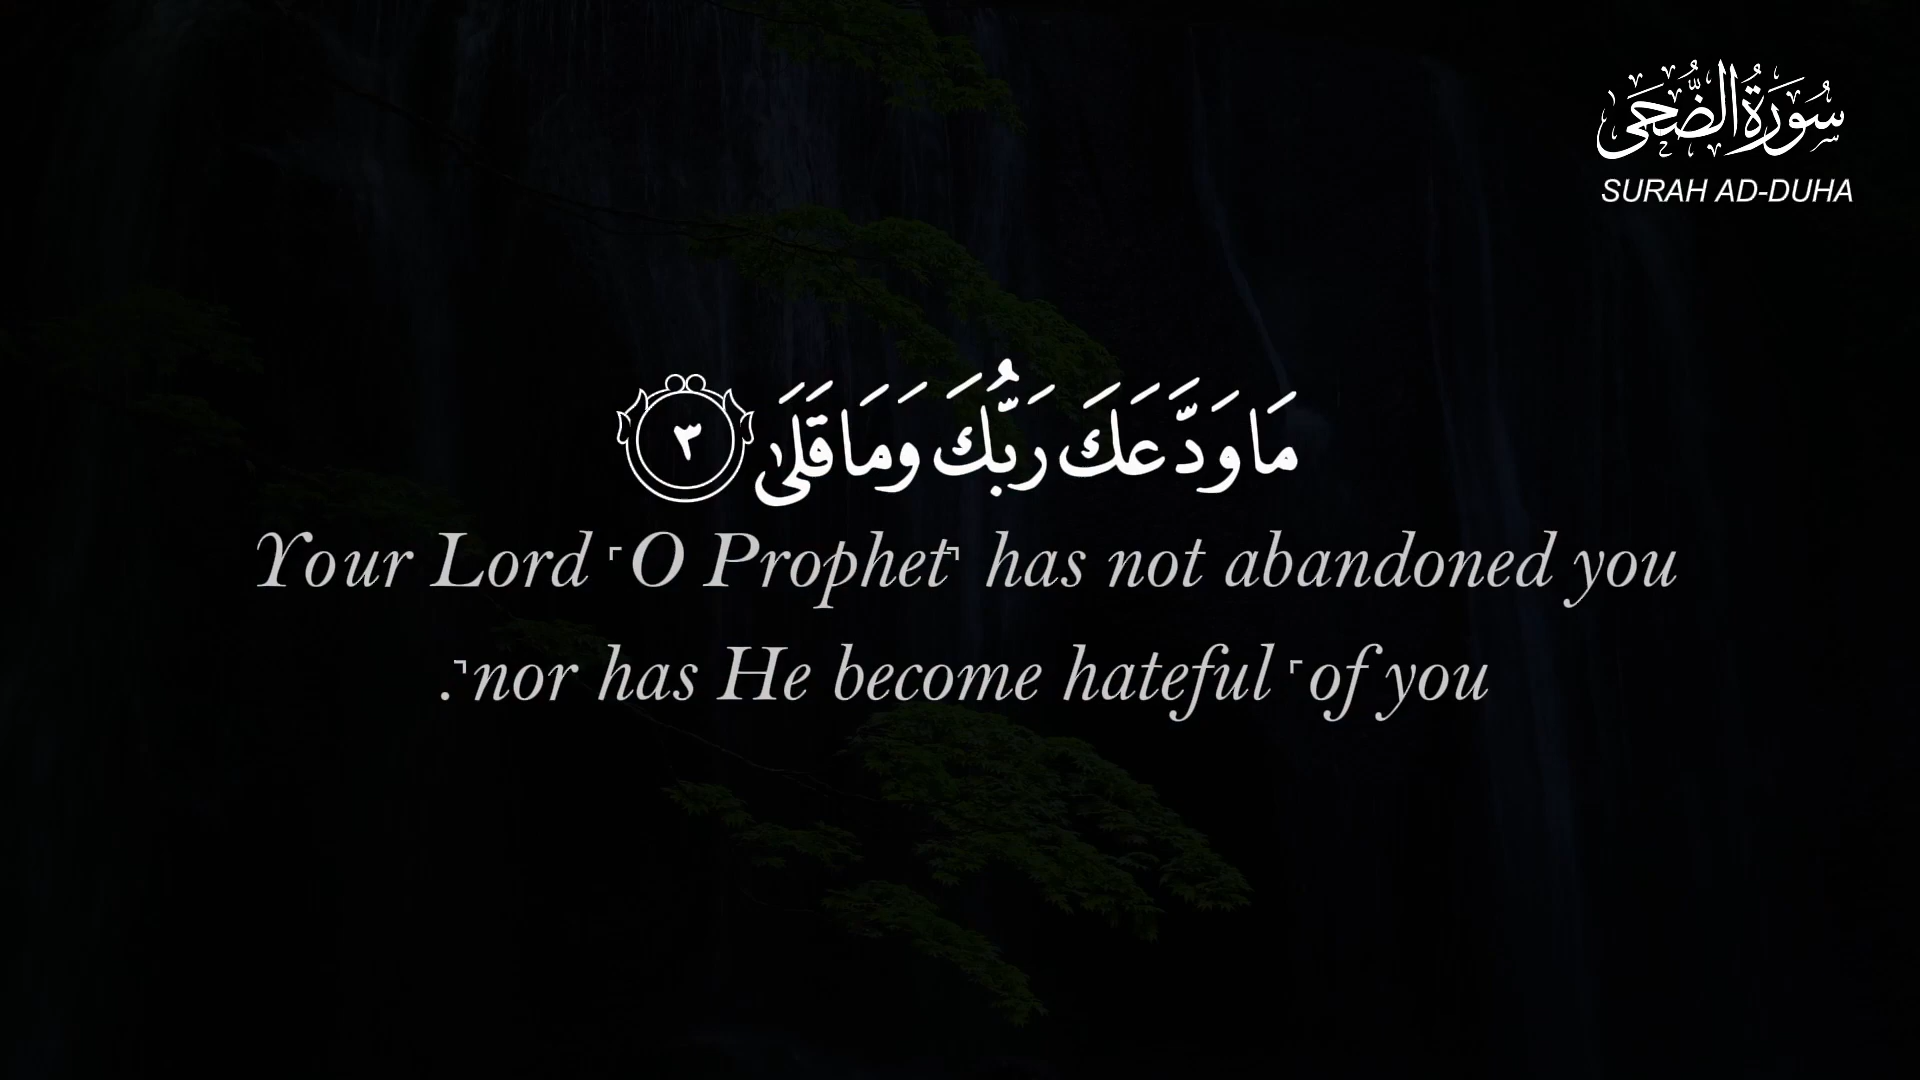 سُورَةُ الضُّحَى
SURAH AD-DUHA
مَا وَدَّعَكَ رَبُّكَ وَمَا قَلَىٰ ٣
Your Lord ⸢O Prophet⸣ has not abandoned you
.⸣nor has He become hateful ⸢of you